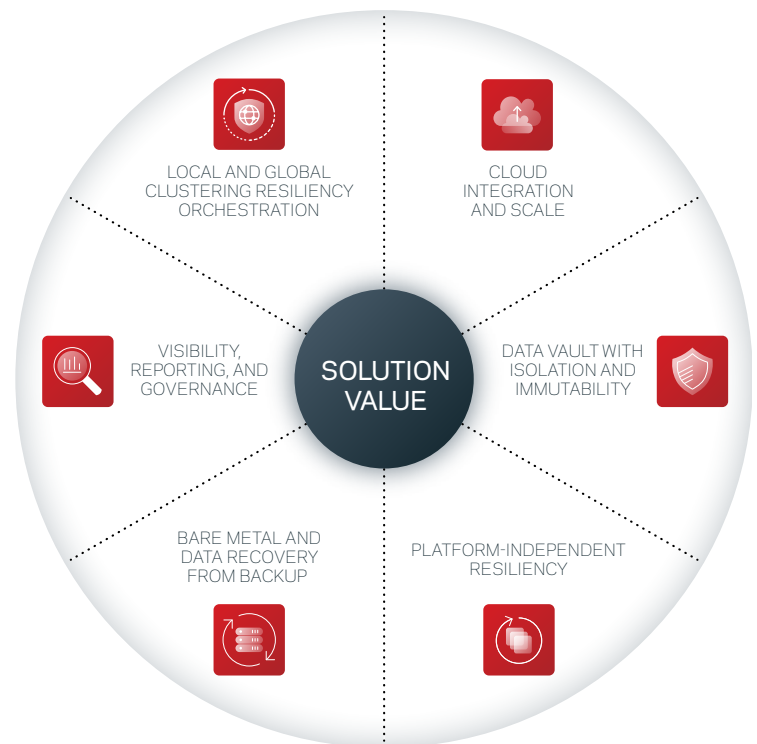 LOCAL AND GLOBAL
CLUSTERING RESILIENCY
ORCHESTRATION
CLOUD
INTEGRATION
AND SCALE
VISIBILITY,
REPORTING, AND
GOVERNANCE
SOLUTION
VALUE
DATA VAULT WITH
ISOLATION AND
IMMUTABILITY
BARE METAL AND
DATA RECOVERY
FROM BACKUP
PLATFORM-INDEPENDENT
RESILIENCY